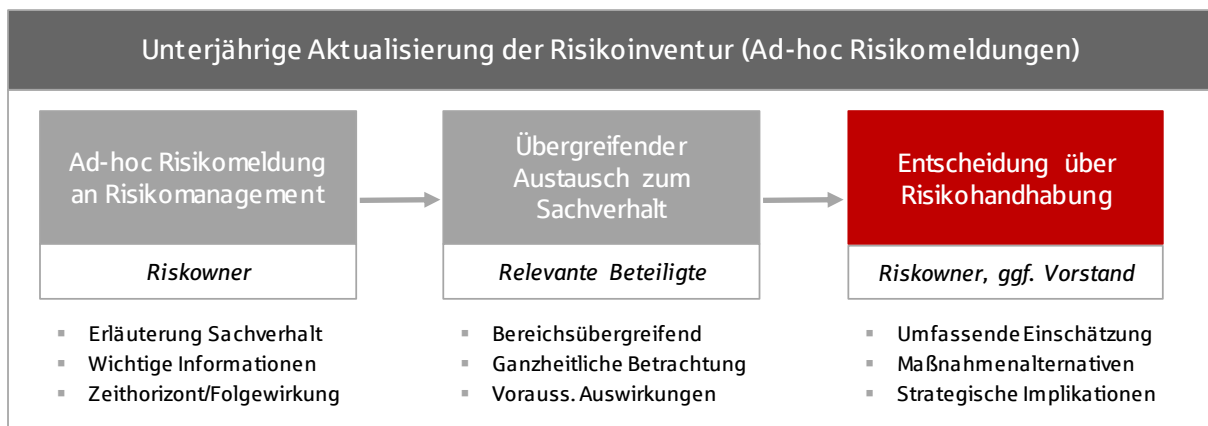 Unterjährige Aktualisierung der Risikoinventur (Ad-hoc Risikomeldungen)
Ad-hoc Risikomeldung
an Risikomanagement
Riskowner
▪ Erläuterung Sachverhalt
▪ Wichtige Informationen
▪ Zeithorizont/Folgewirkung
Übergreifender
Austausch zum
Sachverhalt
Relevante Beteiligte
▪ Bereichsübergreifend
▪ Ganzheitliche Betrachtung
▪ Vorauss. Auswirkungen
Entscheidung über
Risikohandhabung
Riskowner, ggf. Vorstand
▪ Umfassende Einschätzung
▪ Maßnahmenalternativen
▪ Strategische Implikationen